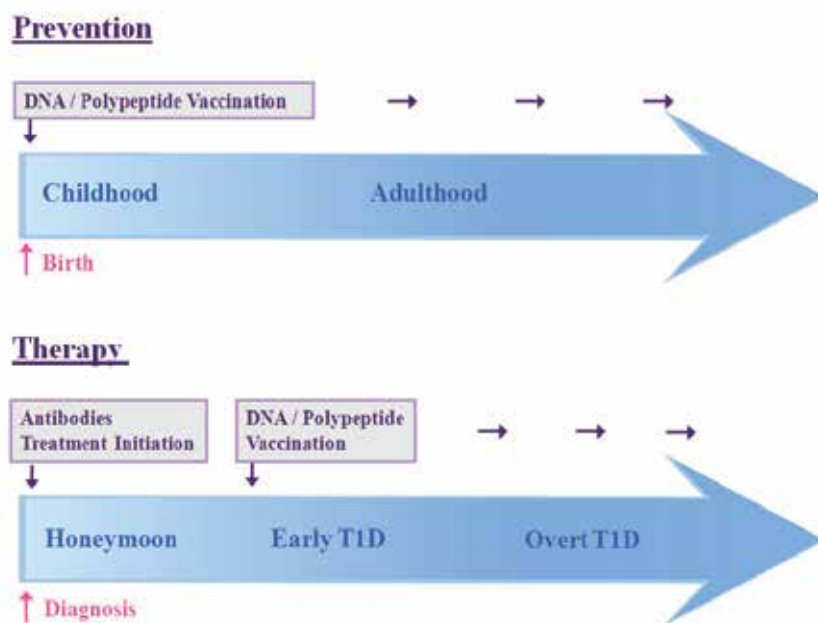 Prevention
DNA / Polypeptide Vaccination
Childhood
Adulthood
Birth
Therapy
Antibodies
Treatment Initiation
DNA / Polypeptide
Vaccination
Honeymoon
Early T1D
Overt T1D
Diagnosis